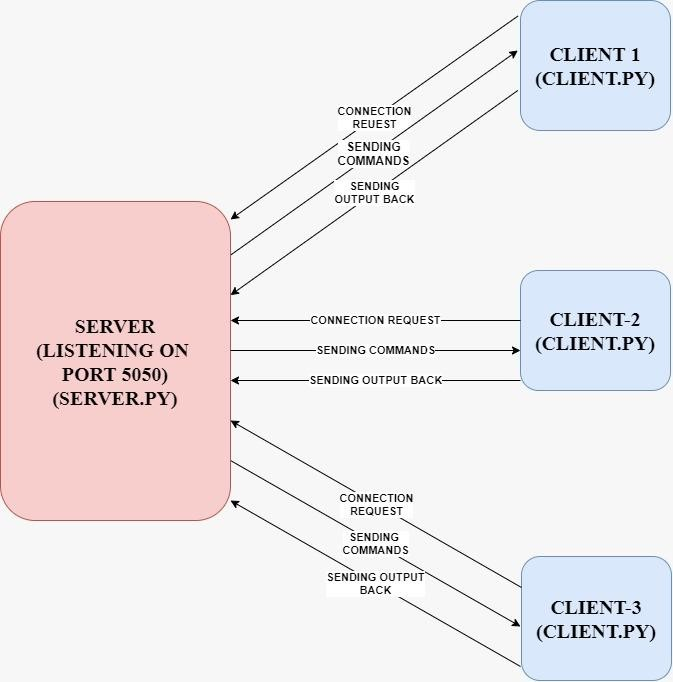 CLIENT 1
(CLIENT.PY)
CONNECTION
REUEST
SENDING
COMMANDS
SENDING
OUTPUT BACK
SERVER
(LISTENING ON
PORT 5050)
(SERVER.PY)
CLIENT-2
(CLIENT.PY)
CONNECTION REQUEST
SENDING COMMANDS
SENDING OUTPUT BACK
CONNECTION
REQUEST
SENDING
COMMANDS
SENDING OUTPUT
BACK
CLIENT-3
(CLIENT.PY)